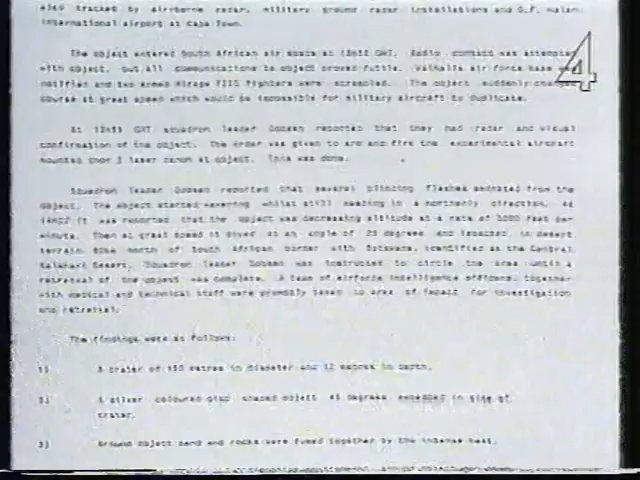 also tracked by airborne radar, military ground radar installations and D.F. Malan
international airport at Cape Town.
4
The object entered South African air space at GMT. Radio contact was attempted
with object, but all communications to object proved futile. Valhalla air force base was
notified and two armed Mirage fighters were scrambled. The object suddenly changed
course at great speed which would be impossible for military aircraft to duplicate.
At GMT squadron leader reported that they had radar and visual
confirmation of the object. The order was given to arm and fire the experimental aircraft
mounted laser canon at object. This was done.
Squadron leader reported that several blinding flashes emitted from the
object. The object started wavering whilst still heading in a northerly direction. At
it was reported that the object was decreasing altitude at a rate of 3000 feet per
minute. Then at great speed it dived at an angle of 25 degrees and impacted in desert
terrain north of South African border with Botswana, identified as the Central
Kalahari Desert. Squadron leader was instructed to circle the area until a
retrieval of the object was complete. A team of airforce intelligence officers, together
with medical and technical staff were promptly taken to area of impact for investigation
and retrieval.
The findings were as follows:
1) A crater of 150 metres in diameter and 12 metres in depth.
2) A silver coloured disc shaped object 45 degrees embedded in side of
crater.
3) Around object sand and rocks were fused together by the intense heat.